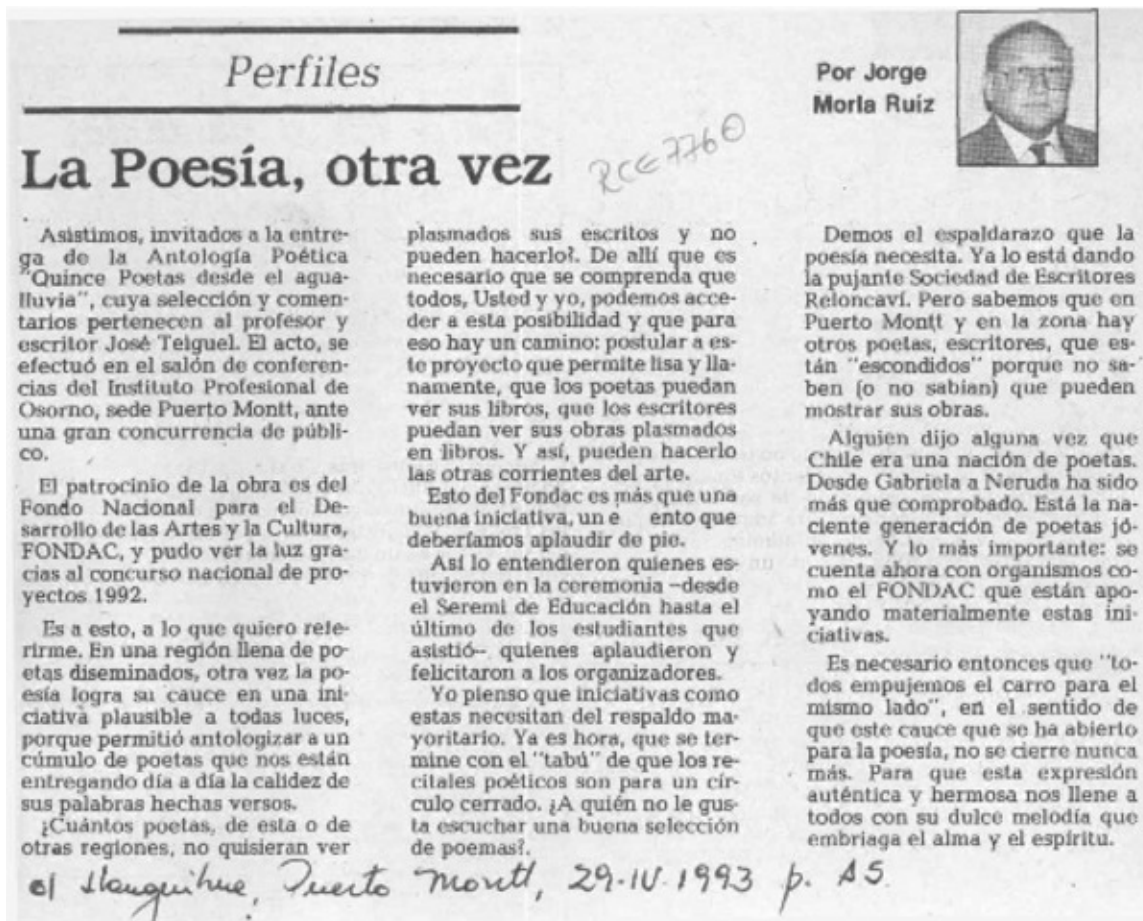 Perfiles
Por Jorge
Morla Ruiz
La Poesía, otra vez
RCE7760
Asistimos, invitados a la entre-
ga de la Antología Poética
"Quince Poetas desde el agua-
lluvia", cuya selección y comen-
tarios pertenecen al profesor y
escritor José Teiguel. El acto, se
efectuó en el salón de conferen-
cias del Instituto Profesional de
Osorno, sede Puerto Montt, ante
una gran concurrencia de públi-
co.
El patrocinio de la obra es del
Fondo Nacional para el De-
sarrollo de las Artes y la Cultura,
FONDAC, y pudo ver la luz gra-
cias al concurso nacional de pro-
yectos 1992.
Es a esto, a lo que quiero refe-
rirme. En una región llena de po-
etas diseminados, otra vez la po-
esía logra su cauce en una ini-
ciativa plausible a todas luces,
porque permitió antologizar a un
cúmulo de poetas que nos están
entregando día a día la calidez de
sus palabras hechas versos.
¿Cuántos poetas, de esta o de
otras regiones, no quisieran ver
plasmados sus escritos y no
pueden hacerlo?. De allí que es
necesario que se comprenda que
todos, Usted y yo, podemos acce-
der a esta posibilidad y que para
eso hay un camino: postular a es-
te proyecto que permite lisa y lla-
namente, que los poetas puedan
ver sus libros, que los escritores
puedan ver sus obras plasmados
en libros. Y así, pueden hacerlo
las otras corrientes del arte.
Esto del Fondac es más que una
buena iniciativa, un e ento que
deberíamos aplaudir de pie.
Así lo entendieron quienes es-
tuvieron en la ceremonia —desde
el Seremi de Educación hasta el
último de los estudiantes que
asistió— quienes aplaudieron y
felicitaron a los organizadores.
Yo pienso que iniciativas como
estas necesitan del respaldo ma-
yoritario. Ya es hora, que se ter-
mine con el "tabú" de que los re-
citales poéticos son para un cír-
culo cerrado. ¿A quién no le gus-
ta escuchar una buena selección
de poemas?.
Demos el espaldarazo que la
poesía necesita. Ya lo está dando
la pujante Sociedad de Escritores
Reloncaví. Pero sabemos que en
Puerto Montt y en la zona hay
otros poetas, escritores, que es-
tán "escondidos" porque no sa-
ben (o no sabían) que pueden
mostrar sus obras.
Alguien dijo alguna vez que
Chile era una nación de poetas.
Desde Gabriela a Neruda ha sido
más que comprobado. Está la na-
ciente generación de poetas jó-
venes. Y lo más importante: se
cuenta ahora con organismos co-
mo el FONDAC que están apo-
yando materialmente estas ini-
ciativas.
Es necesario entonces que "to-
dos empujemos el carro para el
mismo lado", en el sentido de
que este cauce que se ha abierto
para la poesía, no se cierre nunca
más. Para que esta expresión
auténtica y hermosa nos llene a
todos con su dulce melodía que
embriaga el alma y el espíritu.
el Llanquihue, Puerto Montt, 29-IV-1993 p. A5.